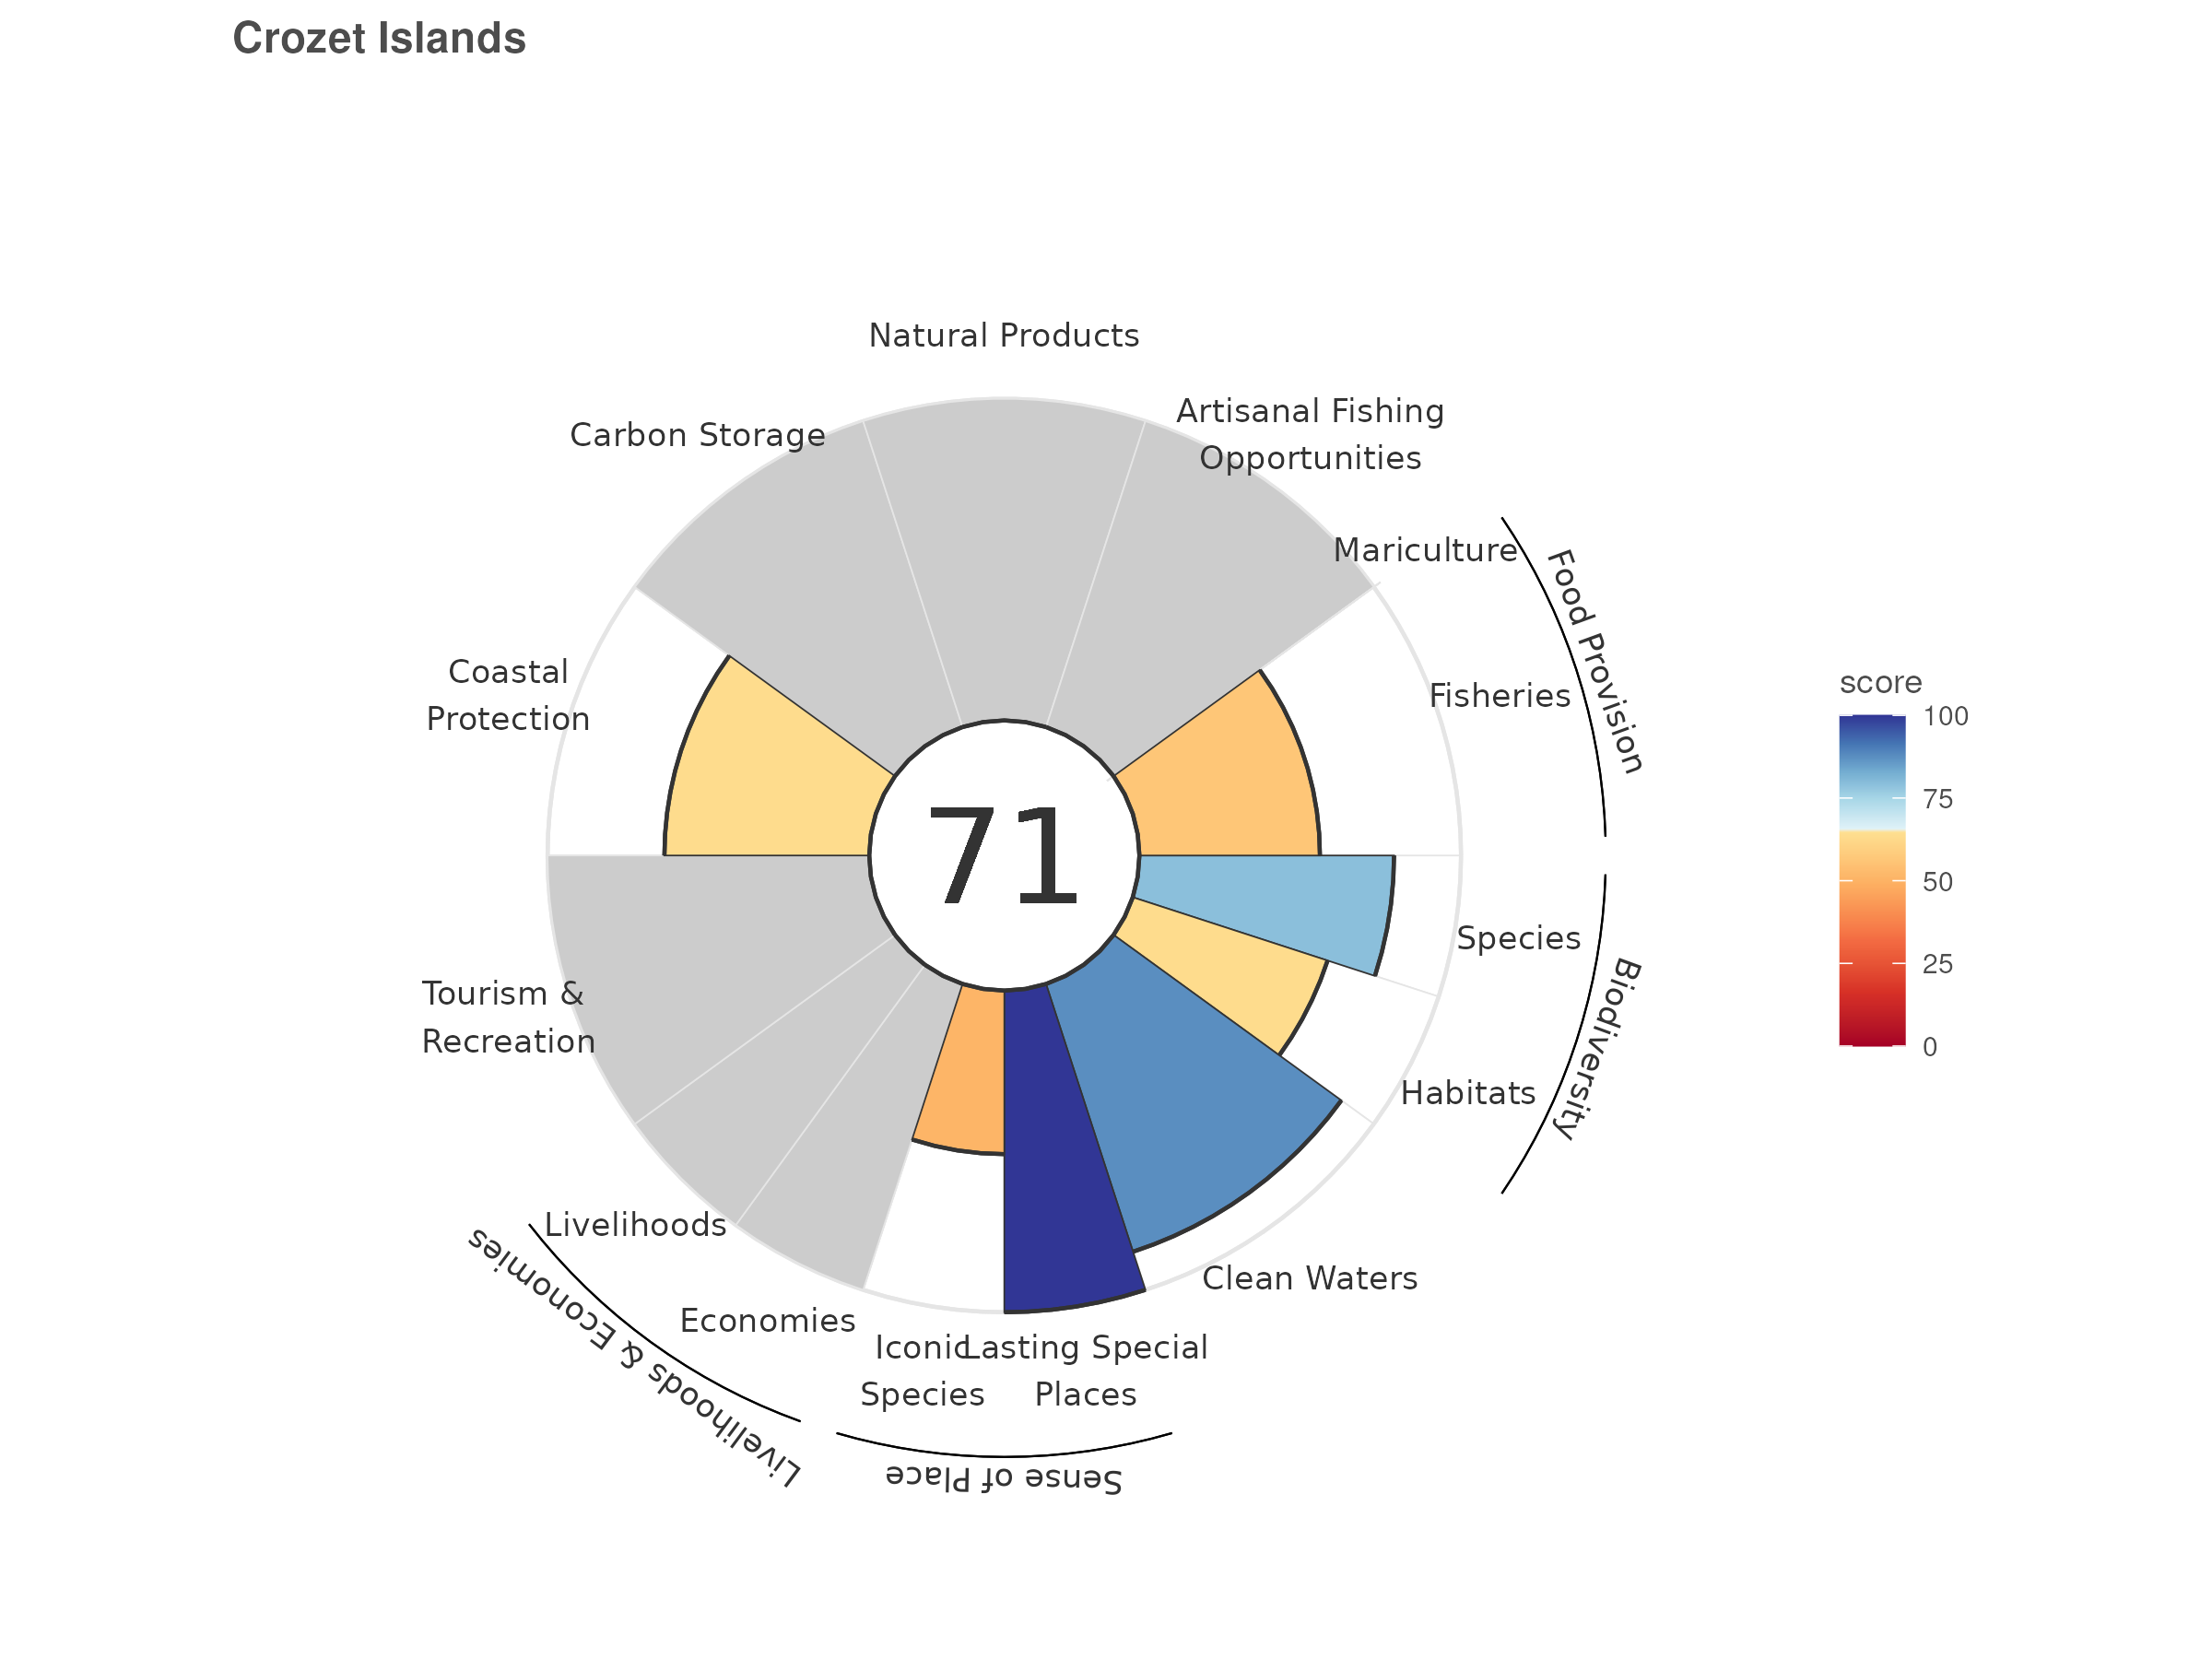 Crozet Islands
Natural Products
Artisanal Fishing
Opportunities
Carbon Storage
Mariculture
Food Provision
Fisheries
Coastal
Protection
71
Species
Biodiversity
Habitats
Tourism &
Recreation
Clean Waters
Livelihoods
Economies
Livelihoods & Economies
Iconic
Species
Lasting Special
Places
Sense of Place
score
100
75
50
25
0